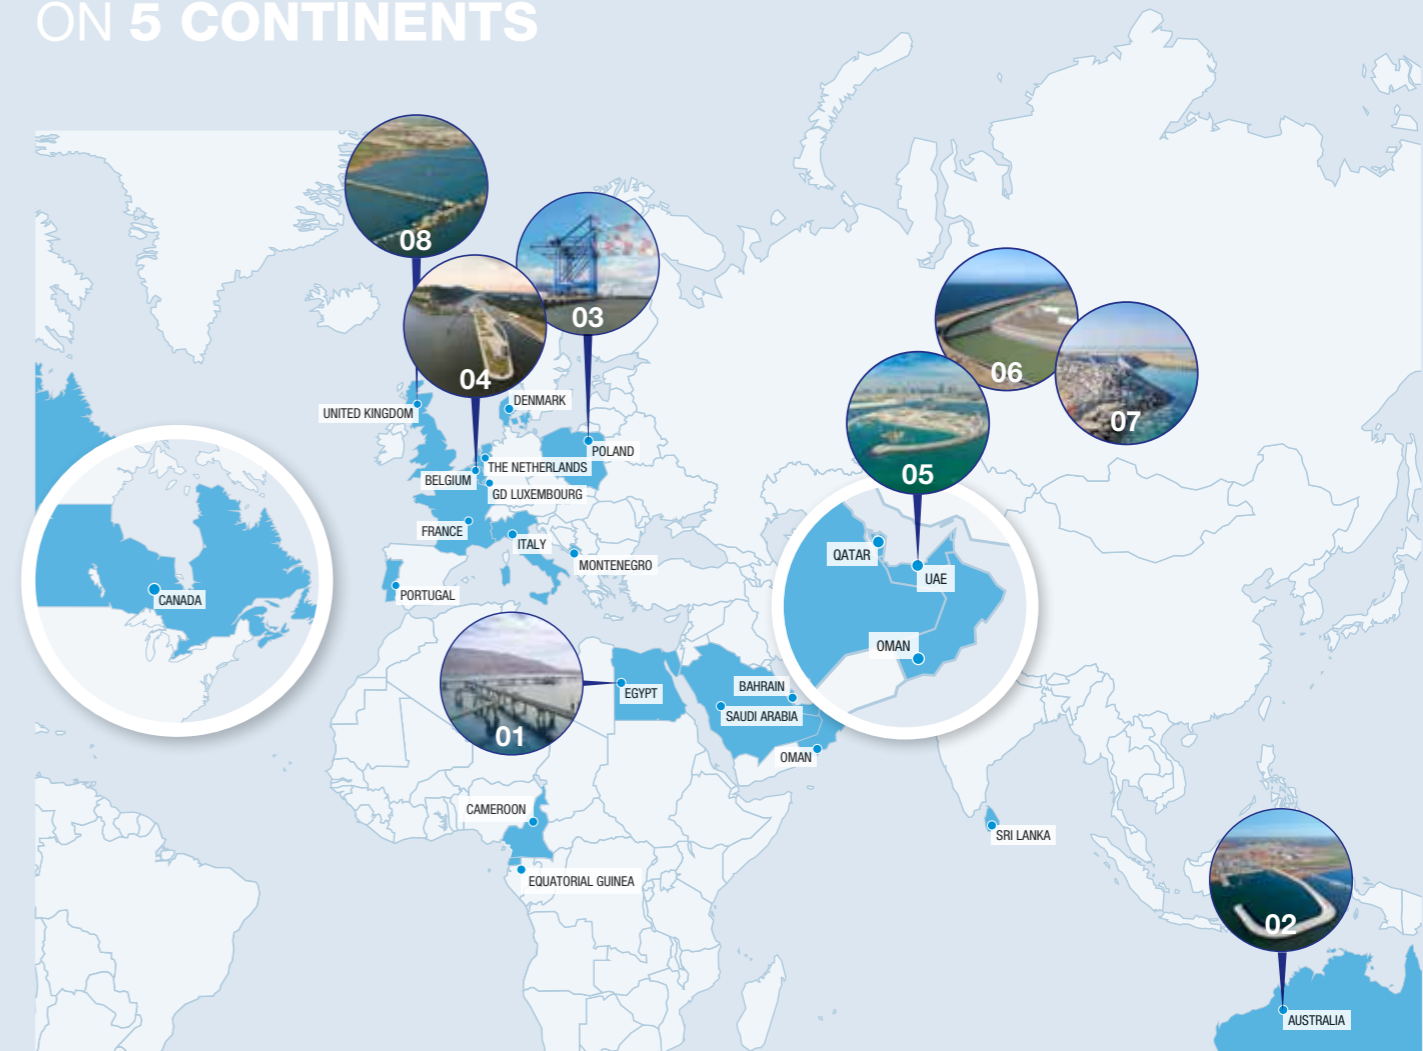 ON 5 CONTINENTS
08
03
04
06
07
05
UNITED KINGDOM
DENMARK
POLAND
THE NETHERLANDS
BELGIUM
GD LUXEMBOURG
FRANCE
ITALY
MONTENEGRO
PORTUGAL
CANADA
QATAR
UAE
OMAN
01
EGYPT
BAHRAIN
SAUDI ARABIA
OMAN
CAMEROON
EQUATORIAL GUINEA
SRI LANKA
02
AUSTRALIA